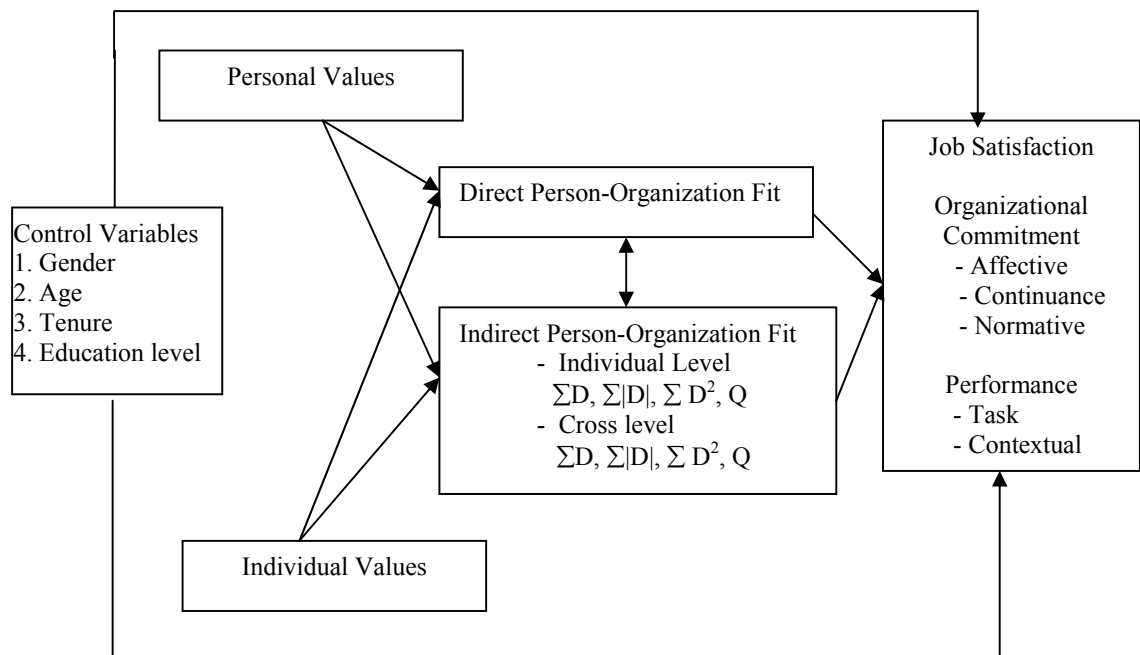 Personal Values
Direct Person-Organization Fit
Control Variables
1. Gender
2. Age
3. Tenure
4. Education level
Indirect Person-Organization Fit
- Individual Level
∑D, ∑|D|, ∑ D², Q
- Cross level
∑D, ∑|D|, ∑ D², Q
Individual Values
Job Satisfaction
Organizational
Commitment
- Affective
- Continuance
- Normative
Performance
- Task
- Contextual